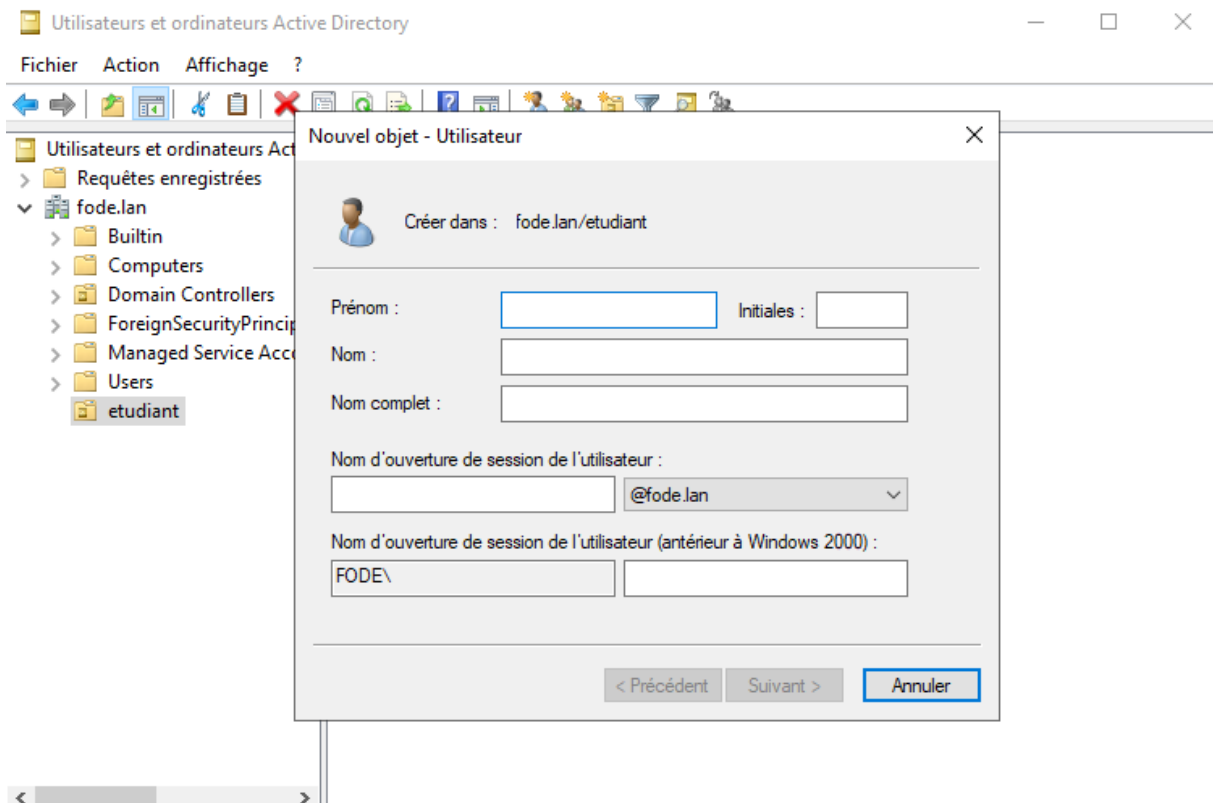 Utilisateurs et ordinateurs Active Directory
Fichier Action Affichage ?
Utilisateurs et ordinateurs Act
Requêtes enregistrées
fode.lan
Builtin
Computers
Domain Controllers
ForeignSecurityPrincip
Managed Service Acco
Users
etudiant
Nouvel objet - Utilisateur
Créer dans : fode.lan/etudiant
Prénom : Initiales :
Nom :
Nom complet :
Nom d'ouverture de session de l'utilisateur :
@fode.lan
Nom d'ouverture de session de l'utilisateur (antérieur à Windows 2000) :
FODE\
< Précédent Suivant > Annuler